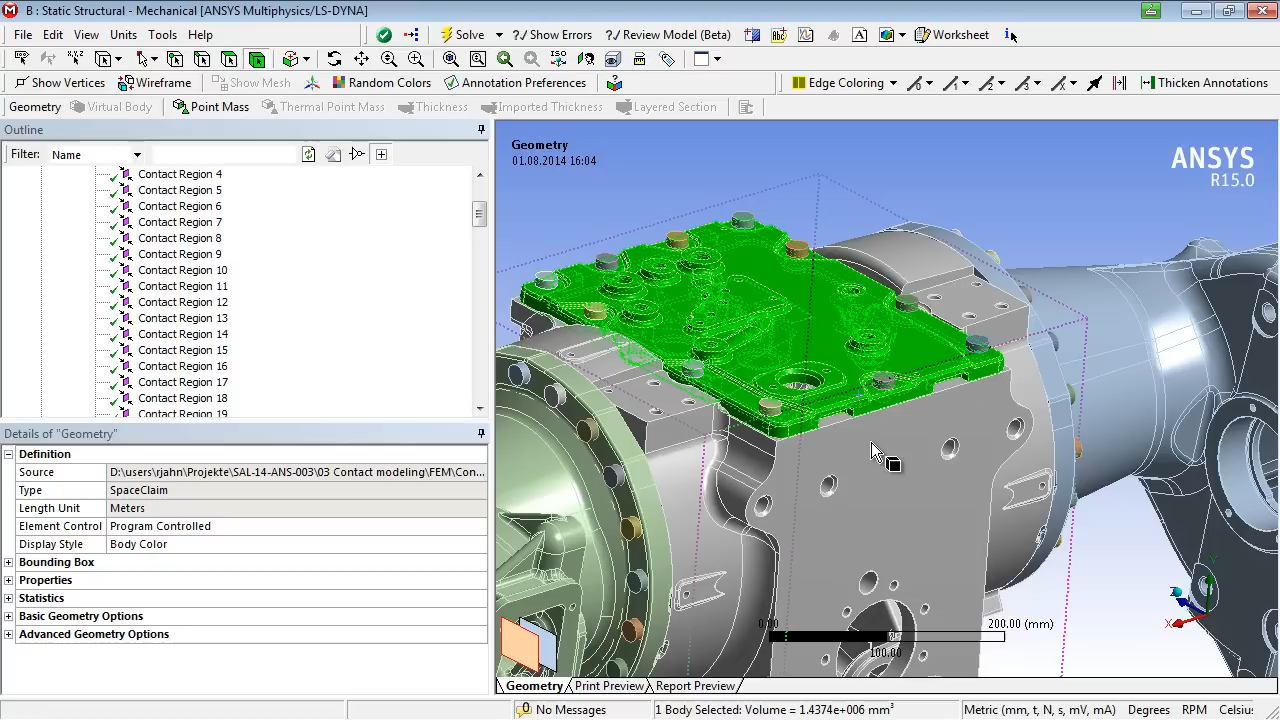 B : Static Structural - Mechanical [ANSYS Multiphysics/LS-DYNA]
File Edit View Units Tools Help Solve ?/ Show Errors Review Model (Beta) Worksheet
Show Vertices Wireframe Show Mesh Random Colors Annotation Preferences Edge Coloring Thicken Annotations
Geometry Virtual Body Point Mass Thermal Point Mass Thickness Imported Thickness Layered Section
Outline
Filter: Name
Contact Region 4
Contact Region 5
Contact Region 6
Contact Region 7
Contact Region 8
Contact Region 9
Contact Region 10
Contact Region 11
Contact Region 12
Contact Region 13
Contact Region 14
Contact Region 15
Contact Region 16
Contact Region 17
Contact Region 18
Contact Region 19
Details of "Geometry"
Definition
Source D:\users\rjahn\Projekte\SAL-14-ANS-003\03 Contact modeling\FEM\Con...
Type SpaceClaim
Length Unit Meters
Element Control Program Controlled
Display Style Body Color
Bounding Box
Properties
Statistics
Basic Geometry Options
Advanced Geometry Options
Geometry
01.08.2014 16:04
ANSYS
R15.0
Y
Z
X
0.00 200.00 (mm)
100.00
Geometry Print Preview Report Preview
No Messages 1 Body Selected: Volume = 1.4374e+006 mm³ Metric (mm, t, N, s, mV, mA) Degrees RPM Celsiu